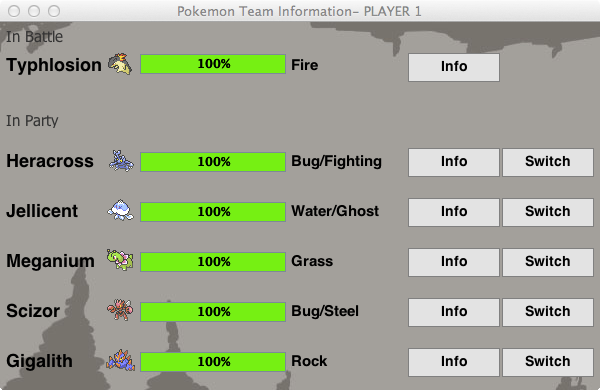 Pokemon Team Information- PLAYER 1
In Battle
Typhlosion 100% Fire Info
In Party
Heracross 100% Bug/Fighting Info Switch
Jellicent 100% Water/Ghost Info Switch
Meganium 100% Grass Info Switch
Scizor 100% Bug/Steel Info Switch
Gigalith 100% Rock Info Switch